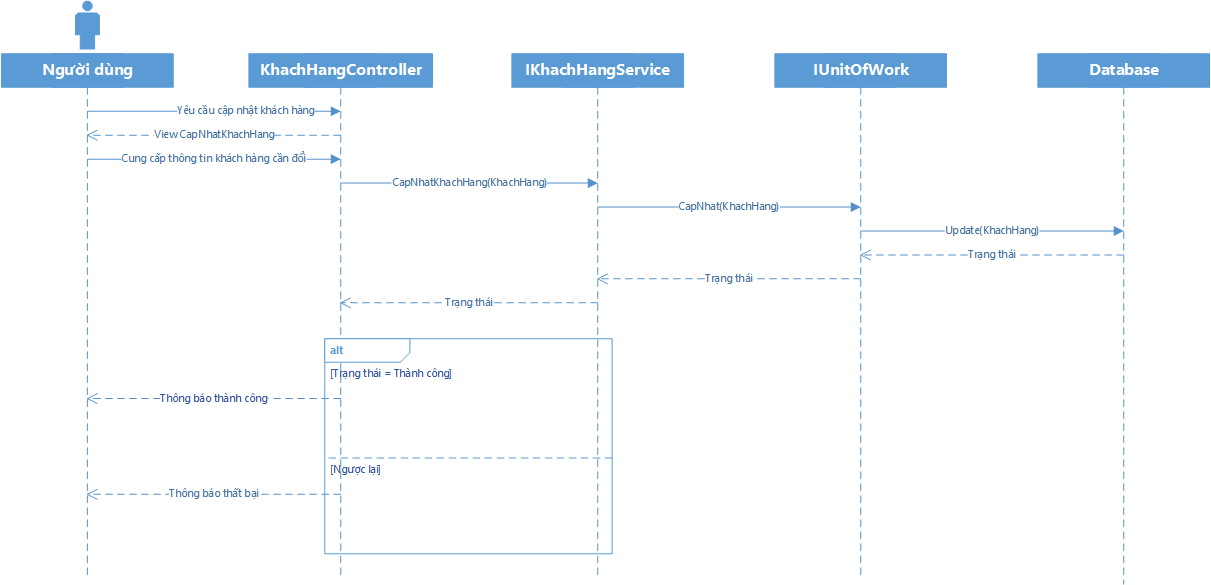 Người dùng
KhachHangController
IKhachHangService
IUnitOfWork
Database
Yêu cầu cập nhật khách hàng
View CapNhatKhachHang
Cung cấp thông tin khách hàng cần đổi
CapNhatKhachHang(KhachHang)
CapNhat(KhachHang)
Update(KhachHang)
Trạng thái
Trạng thái
Trạng thái
alt
[Trạng thái = Thành công]
Thông báo thành công
[Ngược lại]
Thông báo thất bại